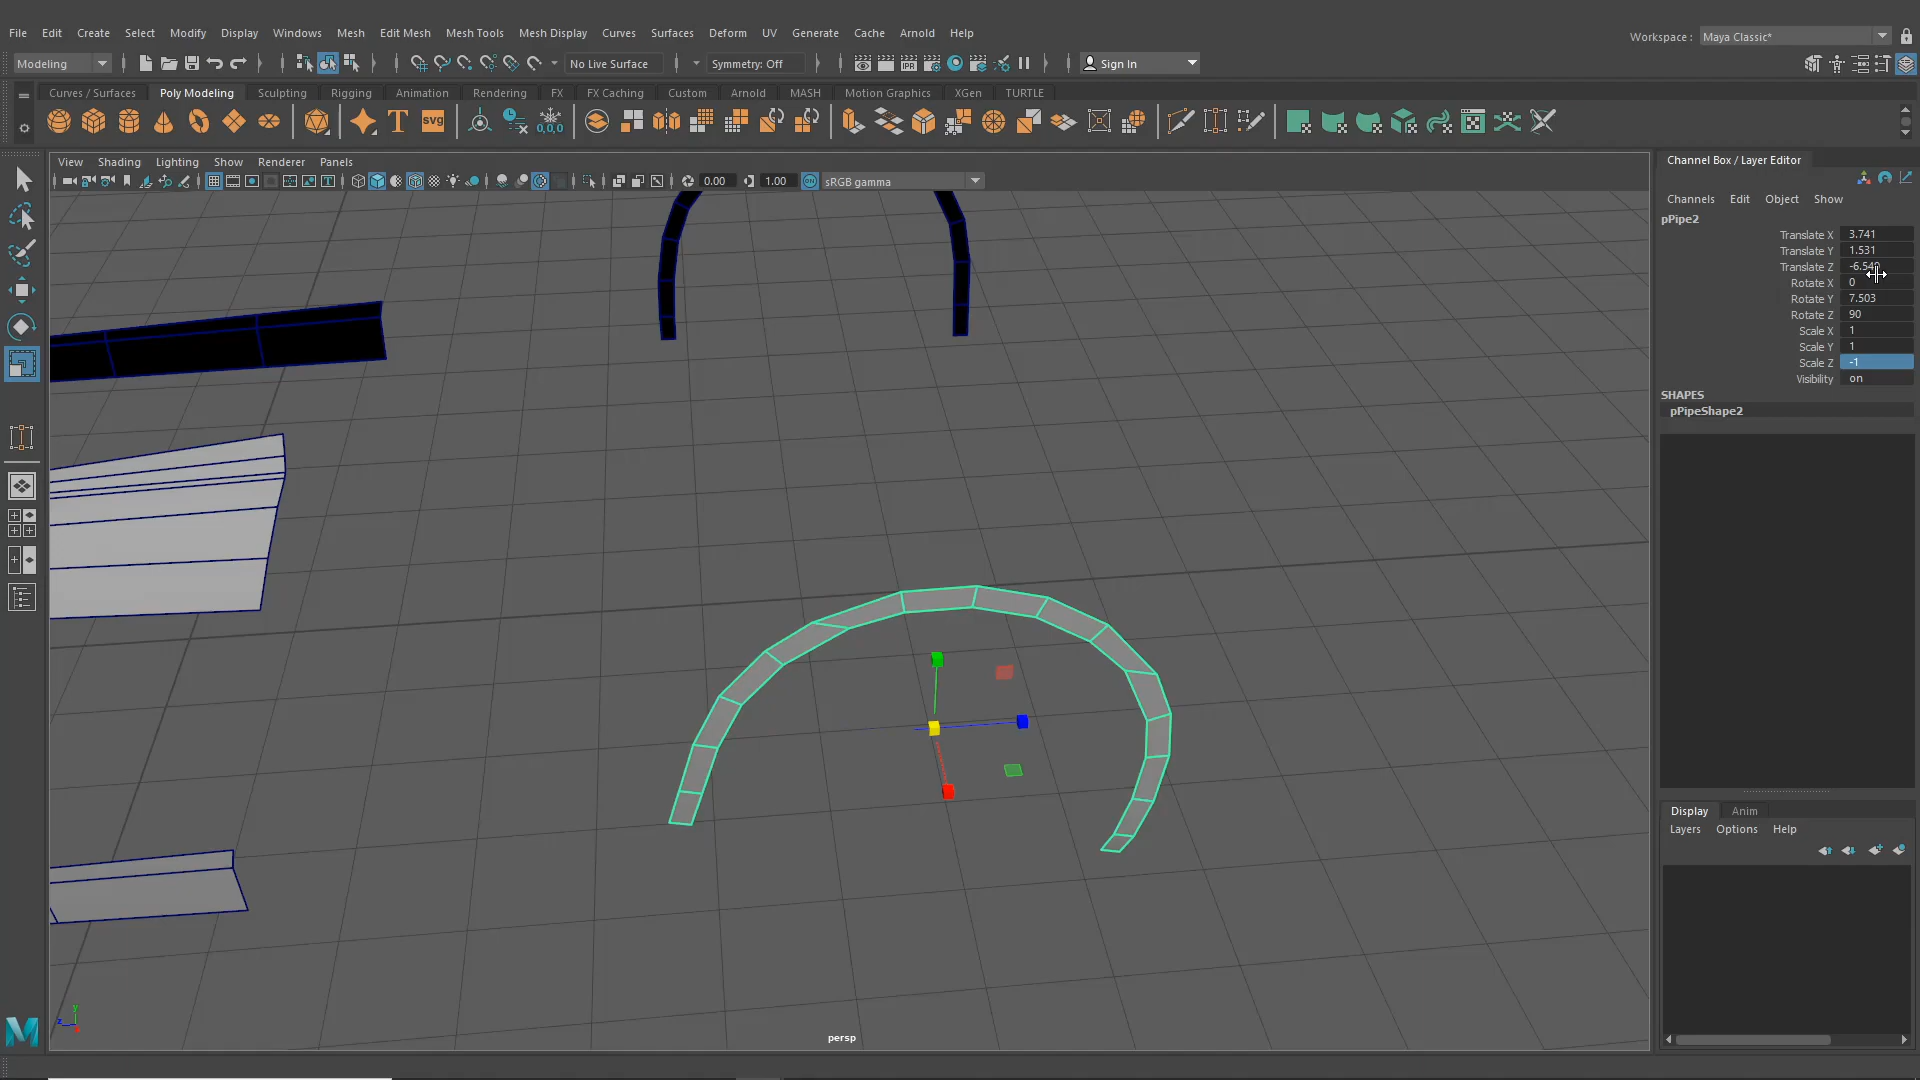 File Edit Create Select Modify Display Windows Mesh Edit Mesh Mesh Tools Mesh Display Curves Surfaces Deform UV Generate Cache Arnold Help
Workspace : Maya Classic*
Modeling No Live Surface Symmetry: Off Sign In
Curves / Surfaces Poly Modeling Sculpting Rigging Animation Rendering FX FX Caching Custom Arnold MASH Motion Graphics XGen TURTLE
T svg 0,0,0
View Shading Lighting Show Renderer Panels
0.00 1.00 sRGB gamma
Channel Box / Layer Editor
Channels Edit Object Show
pPipe2
Translate X 3.741
Translate Y 1.531
Translate Z
Rotate X 0
Rotate Y 7.503
Rotate Z 90
Scale X 1
Scale Y 1
Scale Z -1
Visibility on
SHAPES
pPipeShape2
Display Anim
Layers Options Help
persp